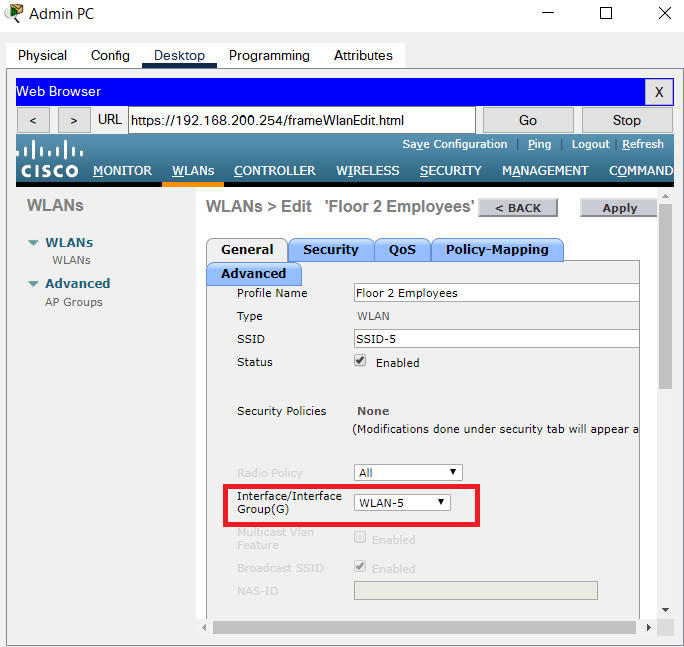 Admin PC
Physical Config Desktop Programming Attributes
Web Browser X
< > URL https://192.168.200.254/frameWlanEdit.html Go Stop
Save Configuration | Ping | Logout | Refresh
CISCO MONITOR WLANs CONTROLLER WIRELESS SECURITY MANAGEMENT COMMAND
WLANs
WLANs
WLANs
Advanced
AP Groups
WLANs > Edit 'Floor 2 Employees' < BACK Apply
General Security QoS Policy-Mapping
Advanced
Profile Name Floor 2 Employees
Type WLAN
SSID SSID-5
Status Enabled
Security Policies None
(Modifications done under security tab will appear a
Radio Policy All
Interface/Interface
Group(G) WLAN-5
Multicast Vlan
Feature Enabled
Broadcast SSID Enabled
NAS-ID